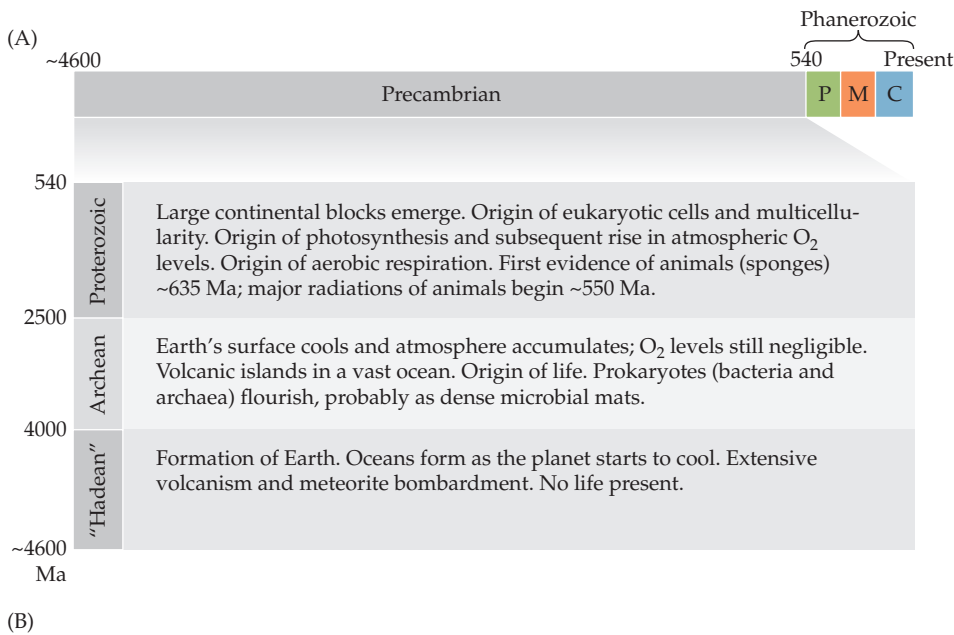 (A)
Phanerozoic
~4600
540
Present
Precambrian
P
M
C
540
Proterozoic
Large continental blocks emerge. Origin of eukaryotic cells and multicellu-
larity. Origin of photosynthesis and subsequent rise in atmospheric O₂
levels. Origin of aerobic respiration. First evidence of animals (sponges)
~635 Ma; major radiations of animals begin ~550 Ma.
2500
Archean
Earth’s surface cools and atmosphere accumulates; O₂ levels still negligible.
Volcanic islands in a vast ocean. Origin of life. Prokaryotes (bacteria and
archaea) flourish, probably as dense microbial mats.
4000
“Hadean”
Formation of Earth. Oceans form as the planet starts to cool. Extensive
volcanism and meteorite bombardment. No life present.
~4600
Ma
(B)